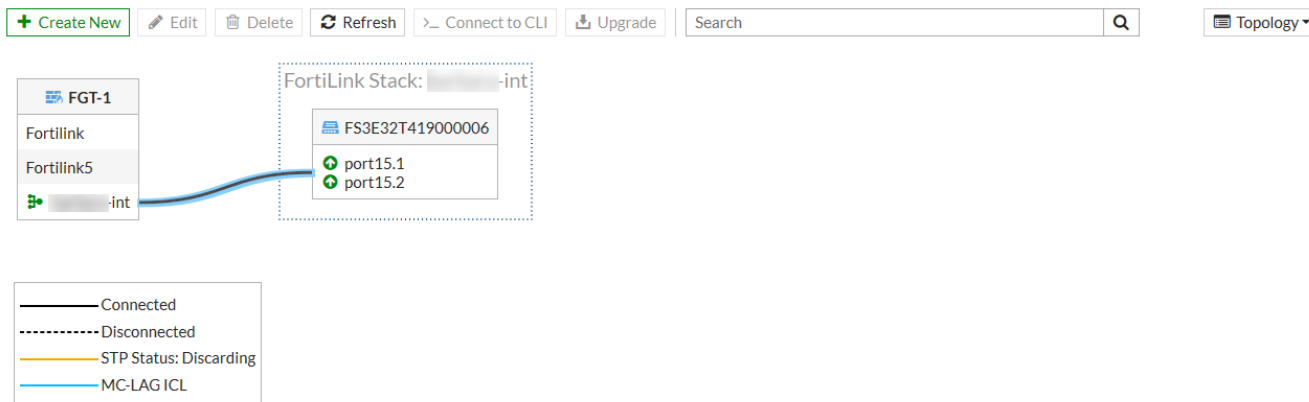 Create New Edit Delete Refresh >_ Connect to CLI Upgrade Search Topology
FortiLink Stack: -int
FGT-1
Fortilink
Fortilink5
-int
FS3E32T419000006
port15.1
port15.2
Connected
Disconnected
STP Status: Discarding
MC-LAG ICL